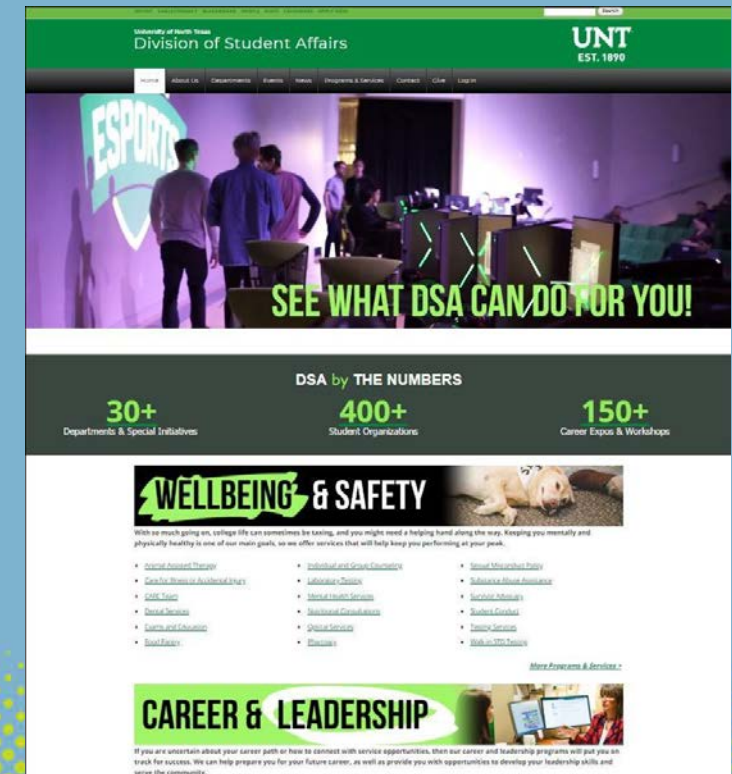 Search
University of North Texas
Division of Student Affairs
UNT
EST. 1890
Home About Us Departments Events News Programs & Services Contact Give Log In
ESPORTS
SEE WHAT DSA CAN DO FOR YOU!
DSA by THE NUMBERS
30+ 400+ 150+
Departments & Special Initiatives Student Organizations Career Expos & Workshops
WELLBEING & SAFETY
With so much going on, college life can sometimes be taxing, and you might need a helping hand along the way. Keeping you mentally and
physically healthy is one of our main goals, so we offer services that will help keep you performing at your peak.
Animal Assisted Therapy Individual and Group Counseling Sexual Misconduct Policy
Care for Illness or Accidental Injury Laboratory Testing Substance Abuse Assistance
CARE Team Mental Health Services Survivor Advocacy
Dental Services Nutritional Consultations Student Conduct
Exams and Education Optical Services Testing Services
Food Pantry Pharmacy Walk-in STD Testing
More Programs & Services >
CAREER & LEADERSHIP
If you are uncertain about your career path or how to connect with service opportunities, then our career and leadership programs will put you on
track for success. We can help prepare you for your future career, as well as provide you with opportunities to develop your leadership skills and
serve the community.